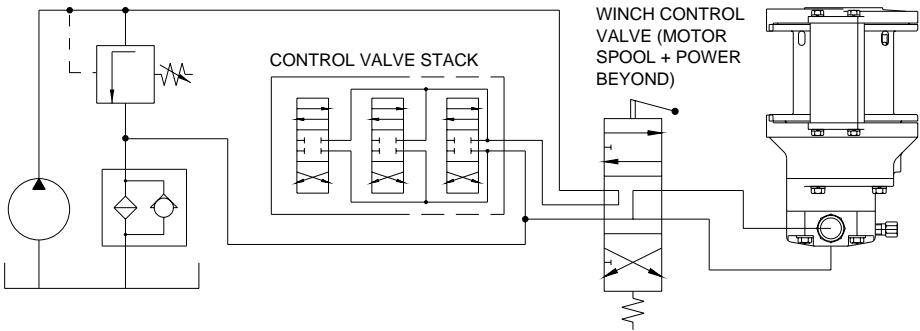 WINCH CONTROL
VALVE (MOTOR
SPOOL + POWER
BEYOND)
CONTROL VALVE STACK